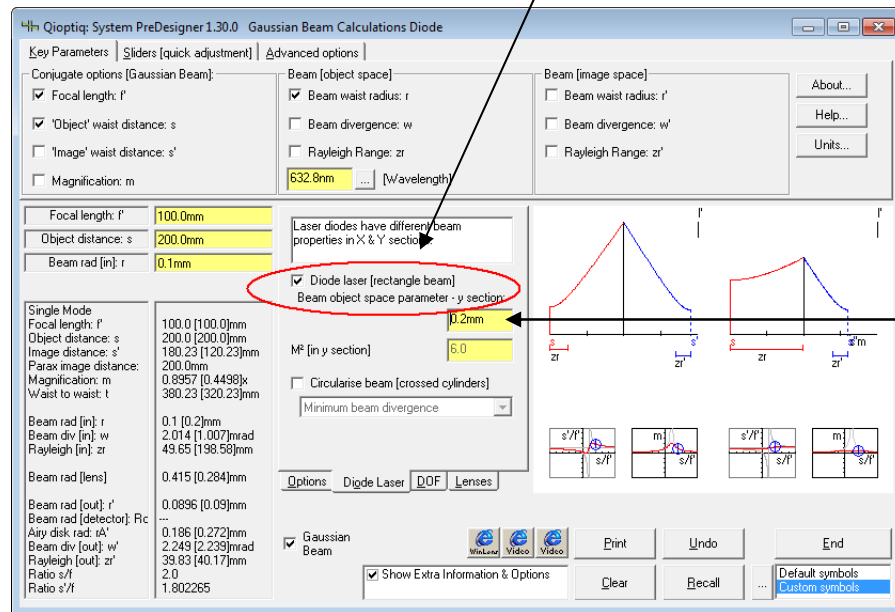 Qioptiq: System PreDesigner 1.30.0 Gaussian Beam Calculations Diode
Key Parameters
Sliders [quick adjustment]
Advanced options
Conjugate options [Gaussian Beam]:
Focal length: f'
'Object' waist distance: s
'Image' waist distance: s'
Magnification: m
Beam [object space]
Beam waist radius: r
Beam divergence: w
Rayleigh Range: zr
632.8nm
...
[Wavelength]
Beam [image space]
Beam waist radius: r'
Beam divergence: w'
Rayleigh Range: zr'
About...
Help...
Units...
Focal length: f' 100.0mm
Object distance: s 200.0mm
Beam rad [in]: r 0.1mm
Single Mode
Focal length: f' 100.0 [100.0]mm
Object distance: s 200.0 [200.0]mm
Image distance: s' 180.23 [120.23]mm
Parax image distance: 200.0mm
Magnification: m 0.8957 [0.4498]x
Waist to waist: t 380.23 [320.23]mm
Beam rad [in]: r 0.1 [0.2]mm
Beam div [in]: w 2.014 [1.007]mrad
Rayleigh [in]: zr 49.65 [198.58]mm
Beam rad [lens] 0.415 [0.284]mm
Beam rad [out]: r' 0.0896 [0.09]mm
Beam rad [detector]: Rc ---
Airy disk rad: rA' 0.186 [0.272]mm
Beam div [out]: w' 2.249 [2.239]mrad
Rayleigh [out]: zr' 39.83 [40.17]mm
Ratio s/f 2.0
Ratio s'/f 1.802265
Laser diodes have different beam
properties in X & Y sections.
Diode laser [rectangle beam]
Beam object space parameter - y section:
0.2mm
M² [in y section] 6.0
Circularise beam [crossed cylinders]
Minimum beam divergence
Options
Diode Laser
DOF
Lenses
l'
l'
s
s'
zr
zr'
s
zr
zr'
s'/f'
s/f'
m
s/f'
s'/f'
s/f'
m
s/f'
Gaussian
Beam
WinLens
Video
Video
Show Extra Information & Options
Print
Undo
End
Clear
Recall
...
Default symbols
Custom symbols